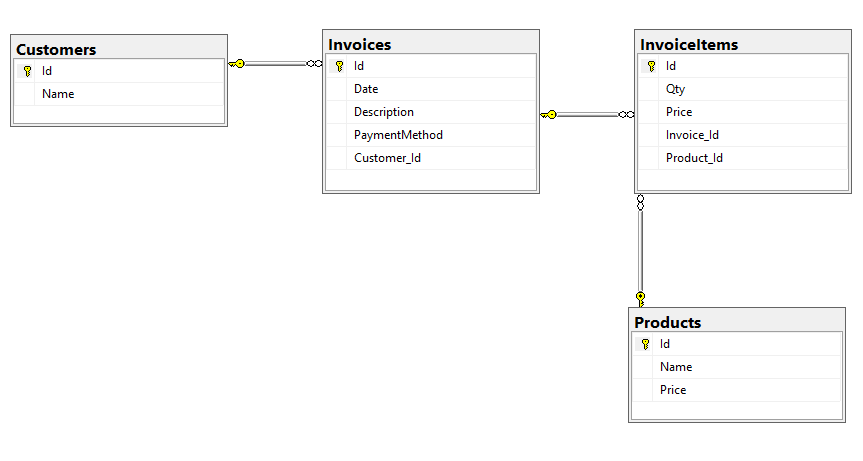 Customers
Id
Name
Invoices
Id
Date
Description
PaymentMethod
Customer_Id
InvoiceItems
Id
Qty
Price
Invoice_Id
Product_Id
Products
Id
Name
Price